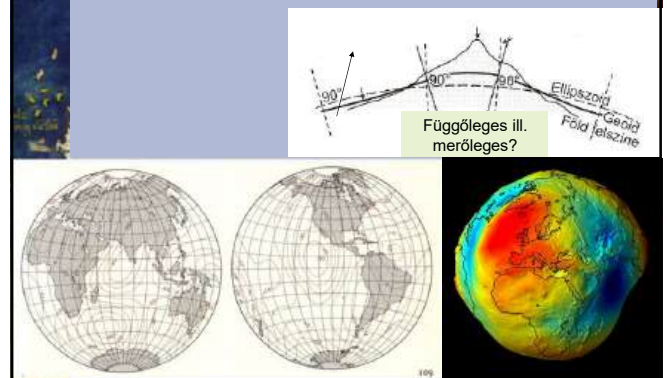 90°
90°
90°
Ellipszoid
Geoid
Föld felszíne
Függőleges ill.
merőleges?
109